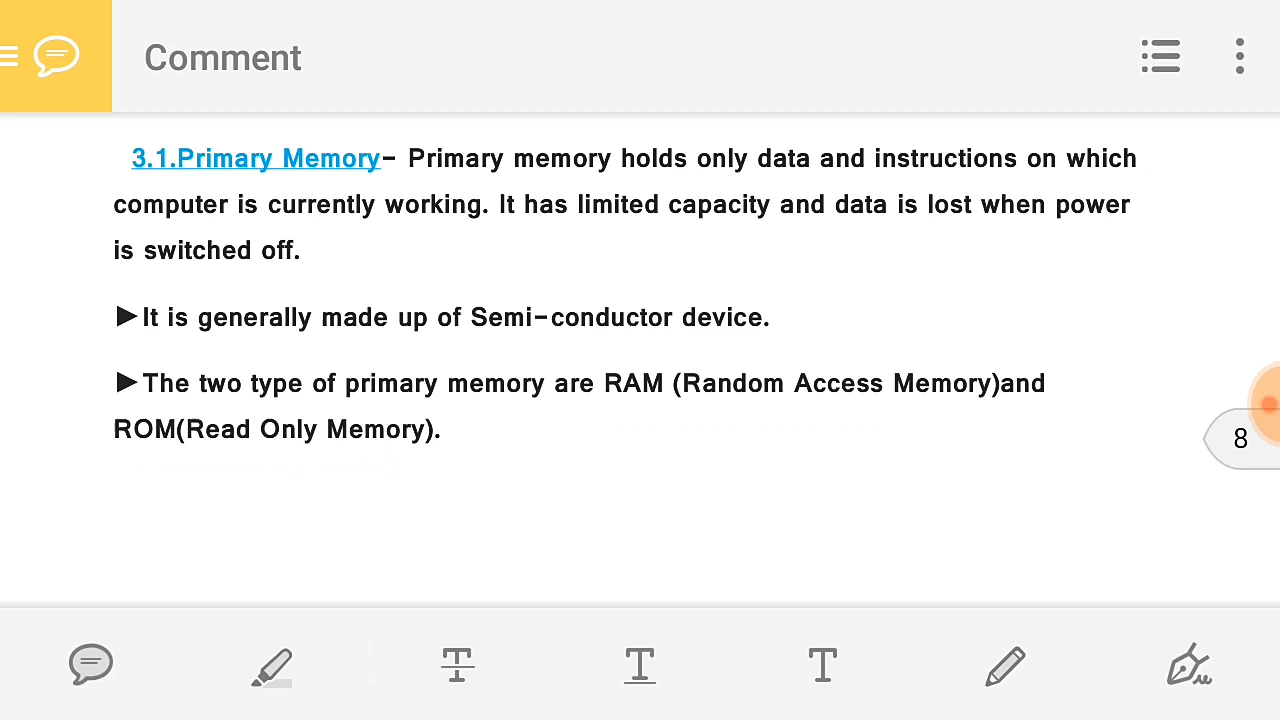 Comment
3.1.Primary Memory- Primary memory holds only data and instructions on which
computer is currently working. It has limited capacity and data is lost when power
is switched off.
►It is generally made up of Semi-conductor device.
►The two type of primary memory are RAM (Random Access Memory)and
ROM(Read Only Memory).
8
T
T
T